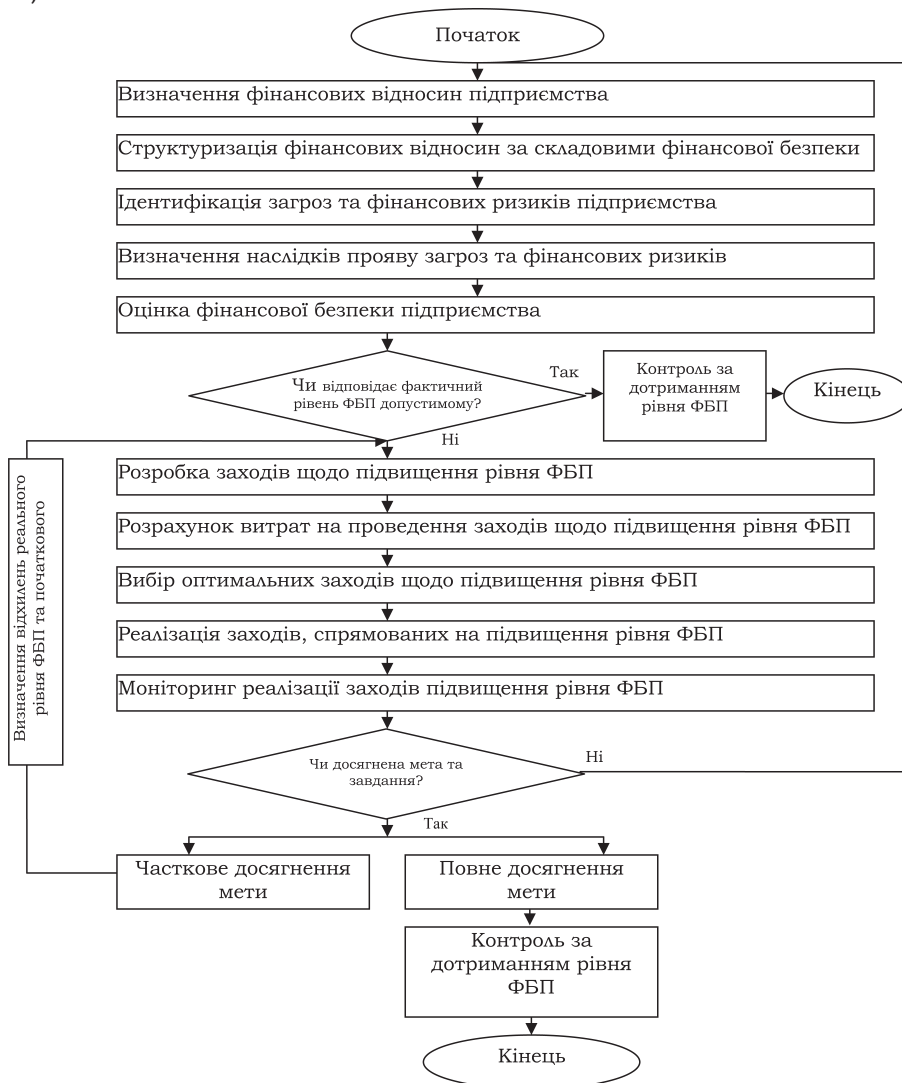 Початок
Визначення фінансових відносин підприємства
Структуризація фінансових відносин за складовими фінансової безпеки
Ідентифікація загроз та фінансових ризиків підприємства
Визначення наслідків прояву загроз та фінансових ризиків
Оцінка фінансової безпеки підприємства
Чи відповідає фактичний
рівень ФБП допустимому?
Так
Контроль за
дотриманням
рівня ФБП
Кінець
Ні
Визначення відхилень реального
рівня ФБП та початкового
Розробка заходів щодо підвищення рівня ФБП
Розрахунок витрат на проведення заходів щодо підвищення рівня ФБП
Вибір оптимальних заходів щодо підвищення рівня ФБП
Реалізація заходів, спрямованих на підвищення рівня ФБП
Моніторинг реалізації заходів підвищення рівня ФБП
Чи досягнена мета та
завдання?
Ні
Так
Часткове досягнення
мети
Повне досягнення
мети
Контроль за
дотриманням рівня
ФБП
Кінець